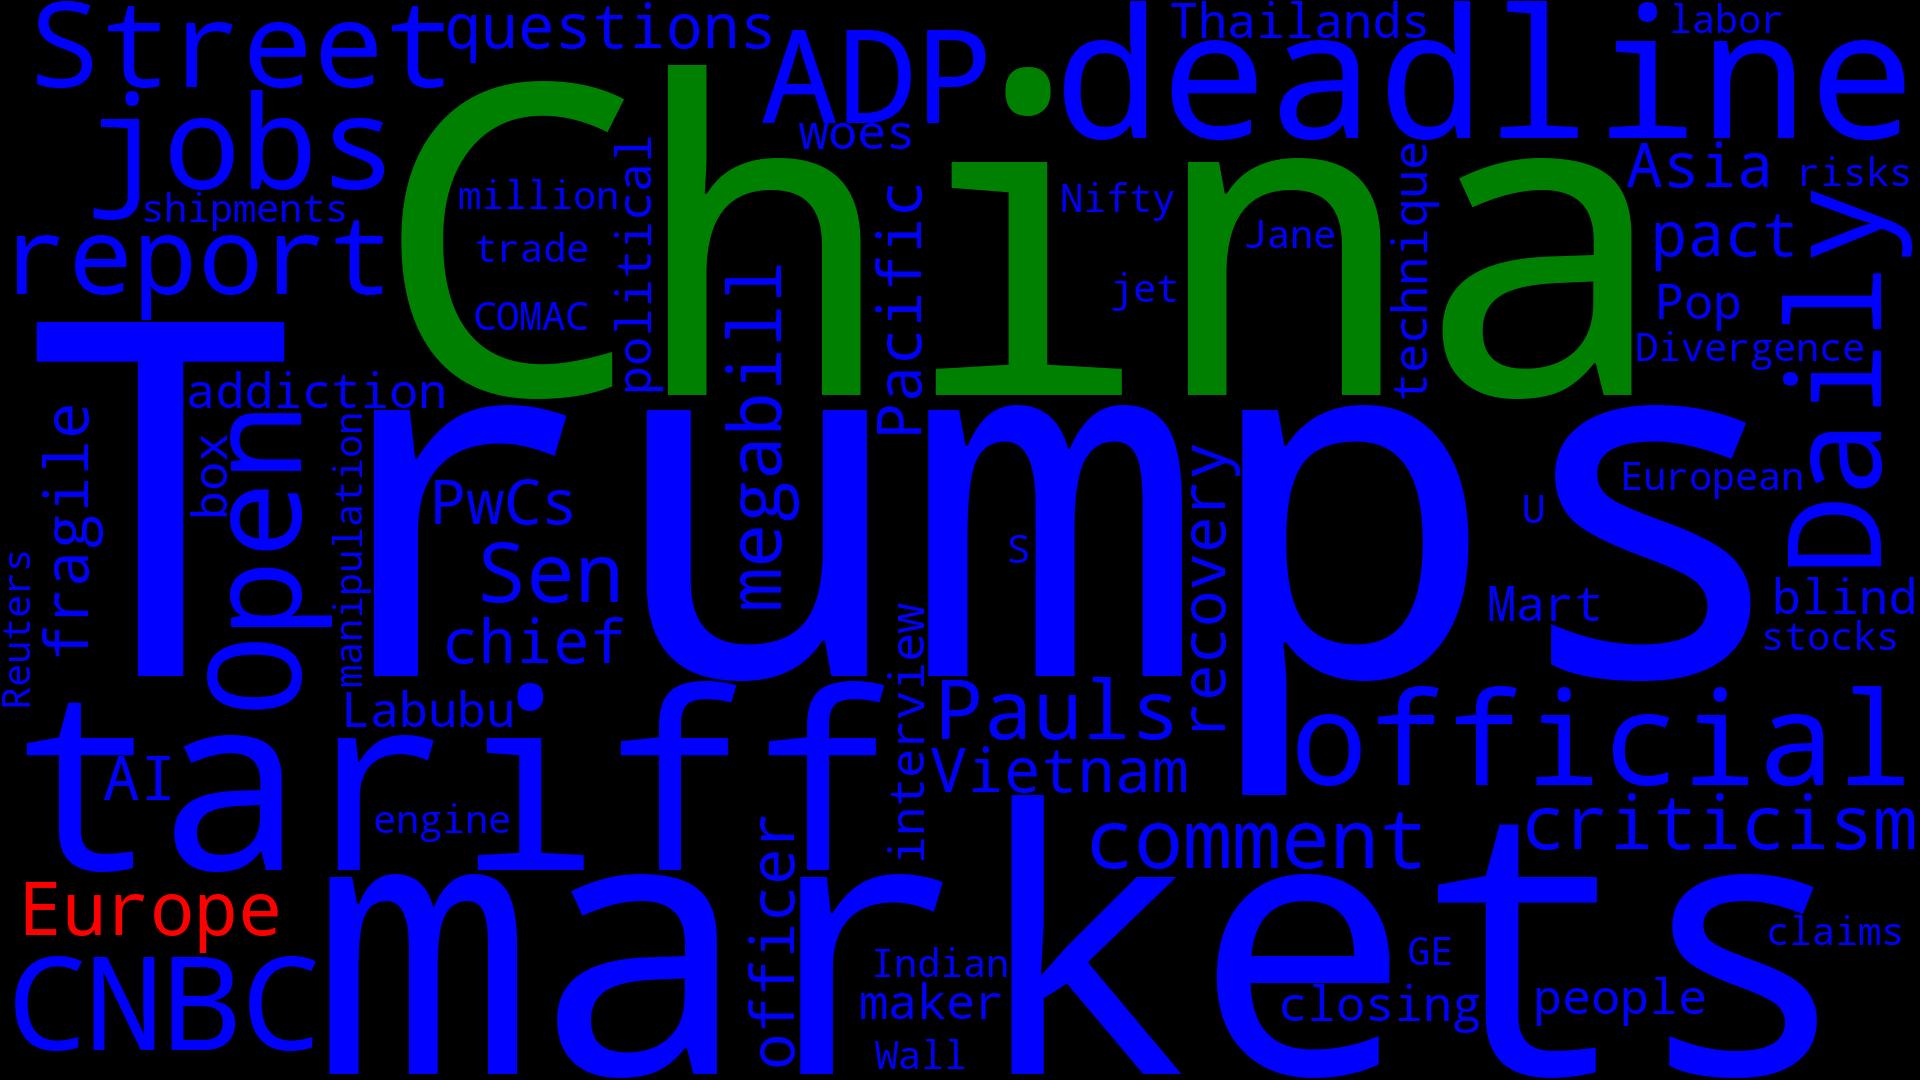 Street
questions
ADP
deadline
Thailands
labor
jobs
China
woes
Asia
risks
shipments
million
political
Pacific
Nifty
Jane
technique
pact
Daily
report
trade
COMAC
megabill
jet
Pop
Divergence
Trumps
addiction
fragile
box
open
manipulation
PwCs
Sen
chief
S
recovery
U
European
Mart
blind
stocks
Reuters
tariff
Labubu
AI
engine
interview
Pauls
Vietnam
official
officer
comment
criticism
Europe
CNBC
markets
Indian
maker
Wall
GE
closing
people
claims